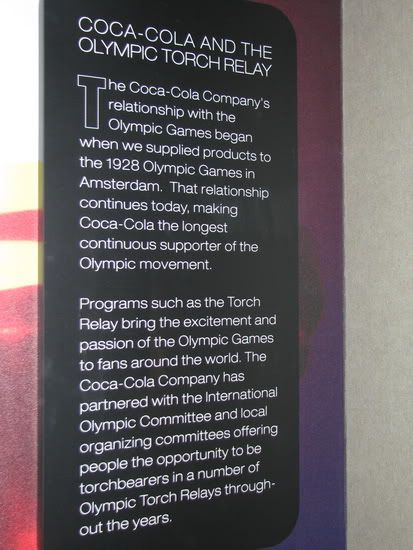 COCA-COLA AND THE
OLYMPIC TORCH RELAY
The Coca-Cola Company's
relationship with the
Olympic Games began
when we supplied products to
the 1928 Olympic Games in
Amsterdam. That relationship
continues today, making
Coca-Cola the longest
continuous supporter of the
Olympic movement.
Programs such as the Torch
Relay bring the excitement and
passion of the Olympic Games
to fans around the world. The
Coca-Cola Company has
partnered with the International
Olympic Committee and local
organizing committees offering
people the opportunity to be
torchbearers in a number of
Olympic Torch Relays through-
out the years.